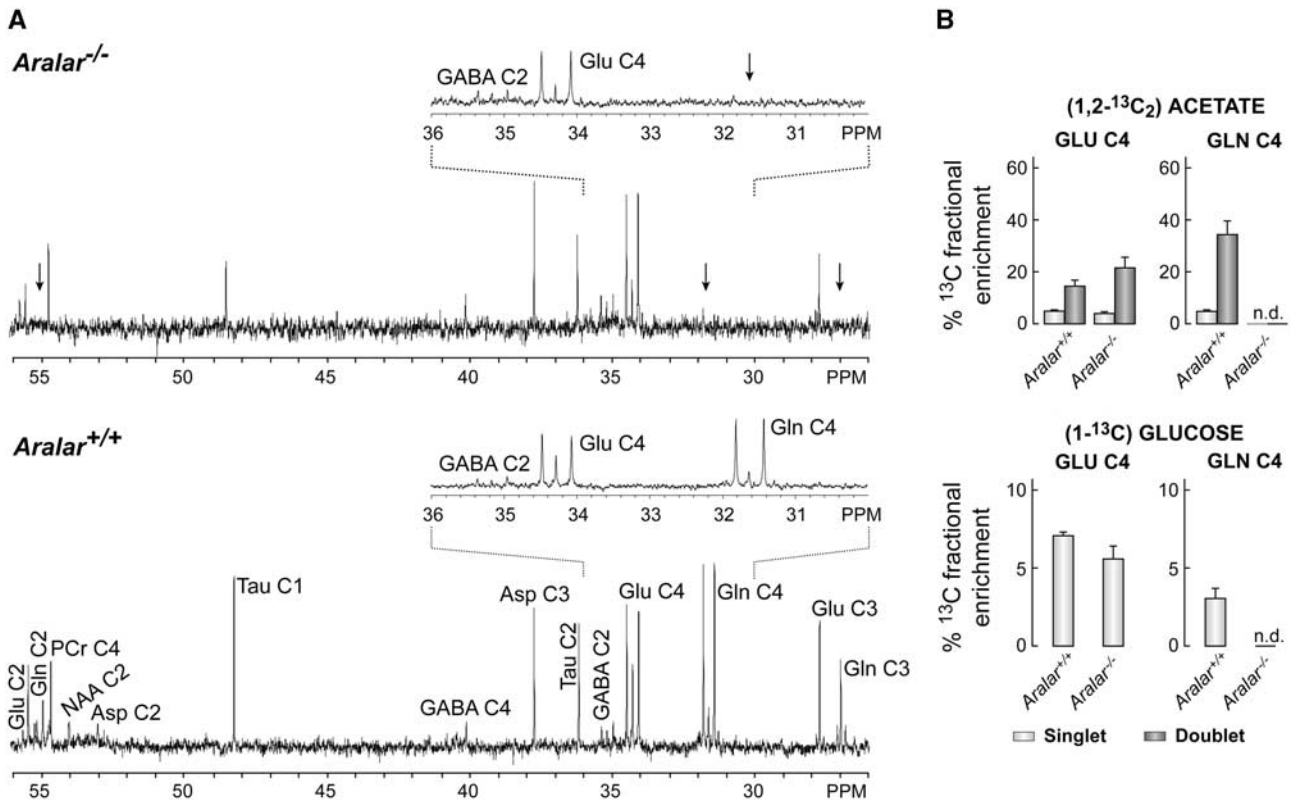 A
Aralar-/-
GABA C2
Glu C4
36 35 34 33 32 31 PPM
55 50 45 40 35 30 PPM
Aralar+/+
GABA C2
Glu C4
Gln C4
36 35 34 33 32 31 PPM
Glu C2
Gln C2
PCr C4
NAA C2
Asp C2
Tau C1
GABA C4
Asp C3
Tau C2
GABA C2
Glu C4
Gln C4
Glu C3
Gln C3
55 50 45 40 35 30 PPM
B
(1,2-13C2) ACETATE
GLU C4
GLN C4
% 13C fractional
enrichment
60
40
20
0
Aralar+/+
Aralar-/-
60
40
20
0
n.d.
Aralar+/+
Aralar-/-
(1-13C) GLUCOSE
GLU C4
GLN C4
% 13C fractional
enrichment
10
5
0
Aralar+/+
Aralar-/-
10
5
0
n.d.
Aralar+/+
Aralar-/-
Singlet
Doublet